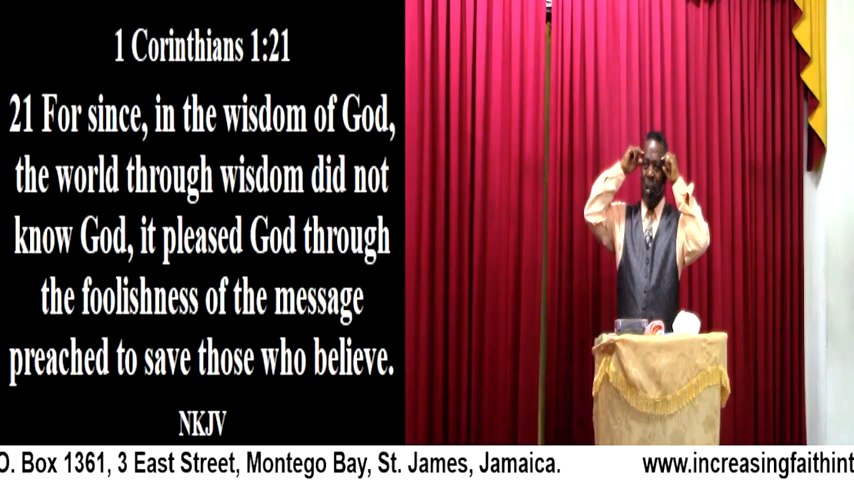 1 Corinthians 1:21
21 For since, in the wisdom of God,
the world through wisdom did not
know God, it pleased God through
the foolishness of the message
preached to save those who believe.
NKJV
O. Box 1361, 3 East Street, Montego Bay, St. James, Jamaica. www.increasingfaithint